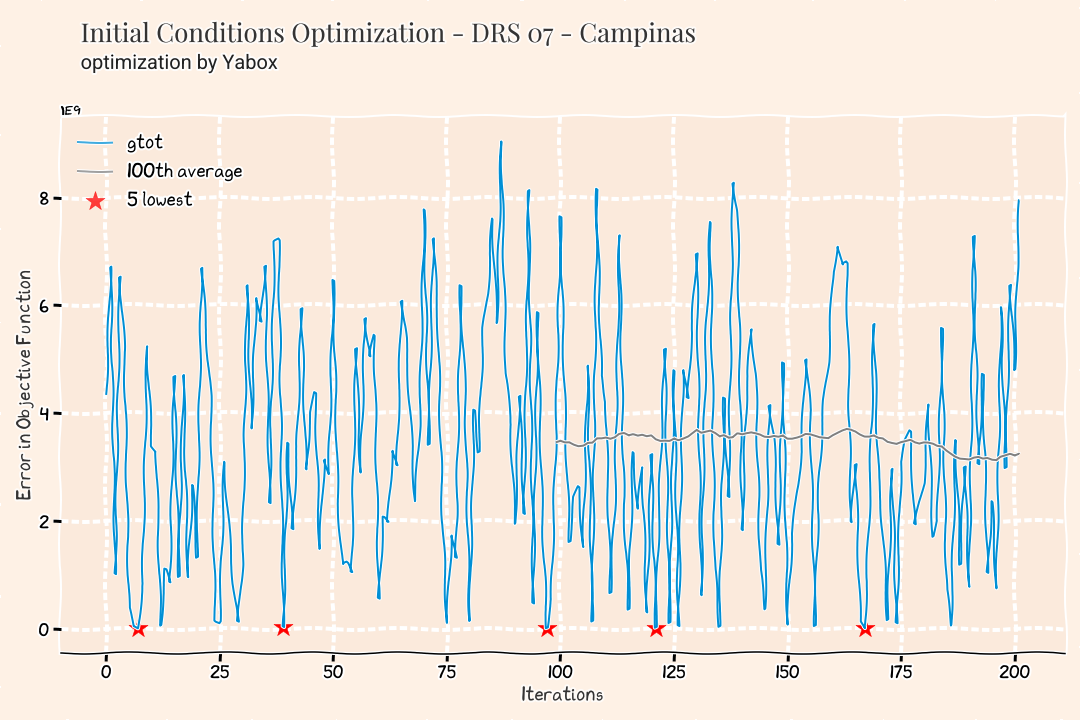 Initial Conditions Optimization - DRS 07 - Campinas
optimization by Yabox
1E9
gtot
100th average
5 lowest
8
6
4
2
0
Error in Objective Function
0 25 50 75 100 125 150 175 200
Iterations